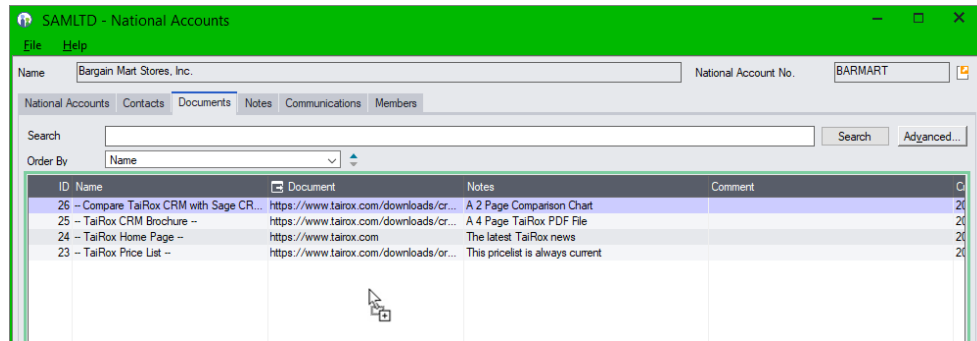 SAMLTD - National Accounts
File Help
Name Bargain Mart Stores, Inc. National Account No. BARMART
National Accounts Contacts Documents Notes Communications Members
Search Search Advanced...
Order By Name
ID Name Document Notes Comment
26 -- Compare TaiRox CRM with Sage CR... https://www.tairox.com/downloads/cr... A 2 Page Comparison Chart
25 -- TaiRox CRM Brochure -- https://www.tairox.com/downloads/cr... A 4 Page TaiRox PDF File
24 -- TaiRox Home Page -- https://www.tairox.com The latest TaiRox news
23 -- TaiRox Price List -- https://www.tairox.com/downloads/or... This pricelist is always current